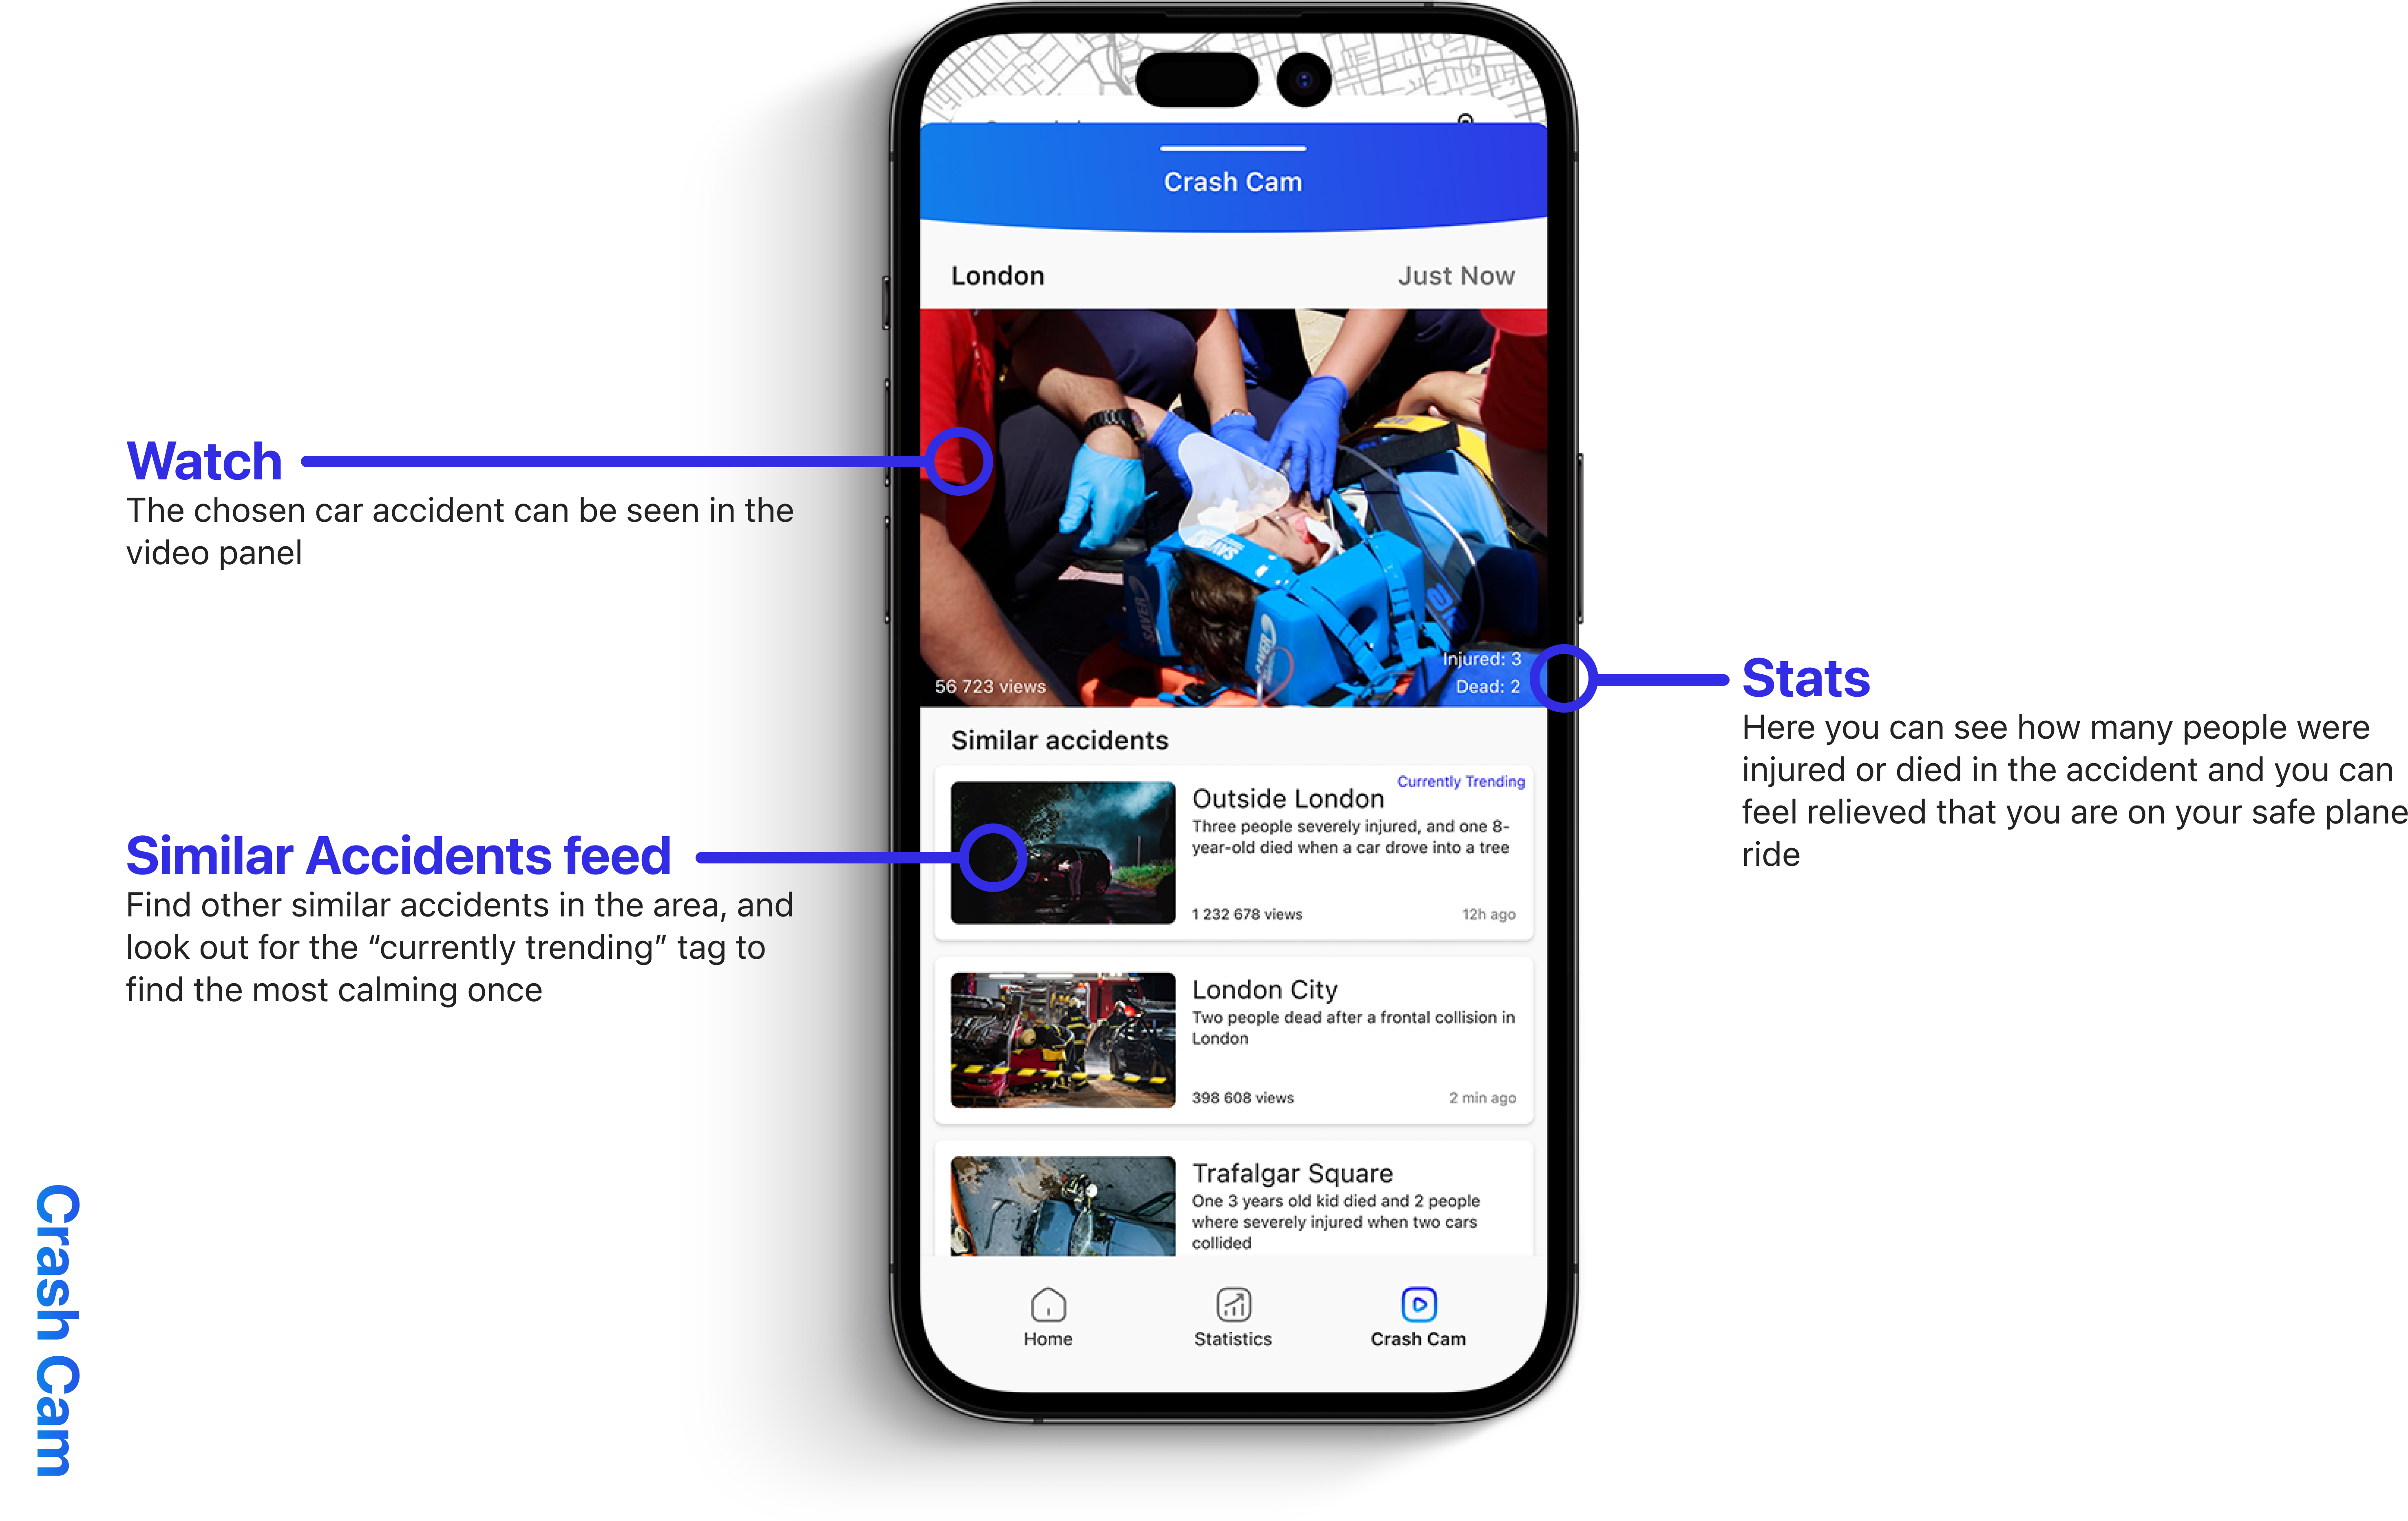 Crash Cam
London
Just Now
Watch
The chosen car accident can be seen in the
video panel
SAVER
SAVER
SAVER
56 723 views
Injured: 3
Dead: 2
Stats
Here you can see how many people were
injured or died in the accident and you can
feel relieved that you are on your safe plane
ride
Similar accidents
Similar Accidents feed
Find other similar accidents in the area, and
look out for the “currently trending” tag to
find the most calming once
Currently Trending
Outside London
Three people severely injured, and one 8-
year-old died when a car drove into a tree
1 232 678 views
12h ago
London City
Two people dead after a frontal collision in
London
398 608 views
2 min ago
Trafalgar Square
One 3 years old kid died and 2 people
where severely injured when two cars
collided
Home
Statistics
Crash Cam
Crash Cam